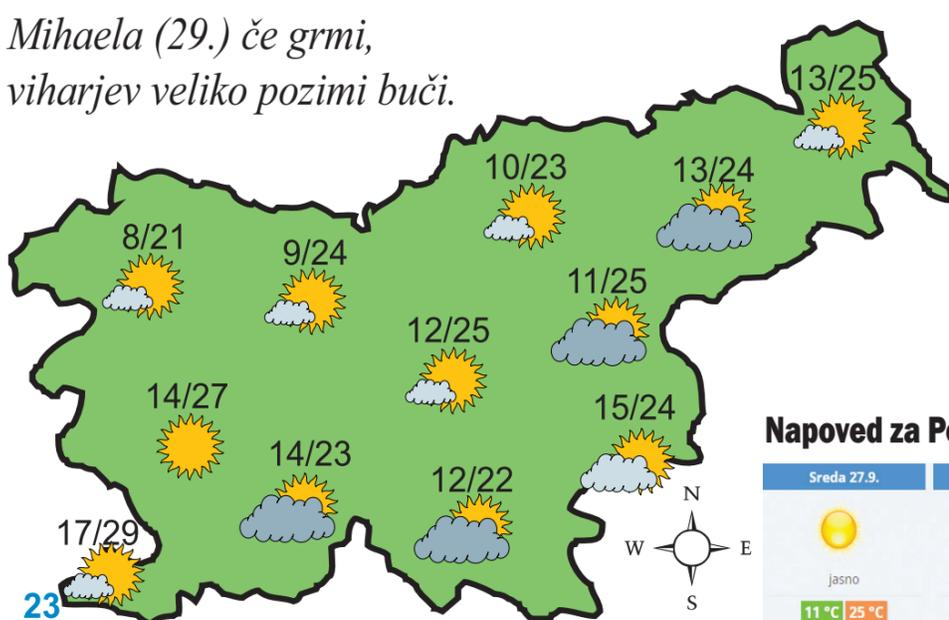 Mihaela (29.) če grmi,
viharjev veliko pozimi buči.
13/25
10/23
13/24
8/21
9/24
11/25
12/25
14/27
15/24
14/23
12/22
17/29
23
N
W E
S
Napoved za
Sreda 27.9.
jasno
11 °C 25 °C